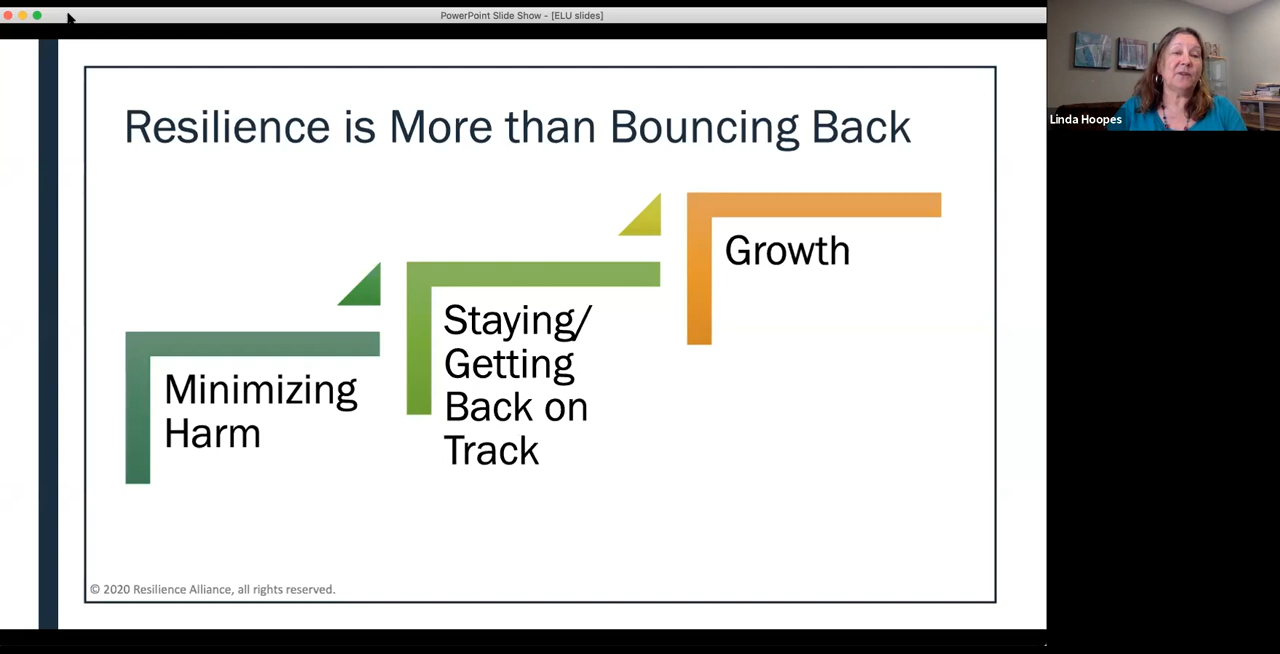 PowerPoint Slide Show - [ELU slides]
Resilience is More than Bouncing Back
Minimizing
Harm
Staying/
Getting
Back on
Track
Growth
© 2020 Resilience Alliance, all rights reserved.
Linda Hoopes